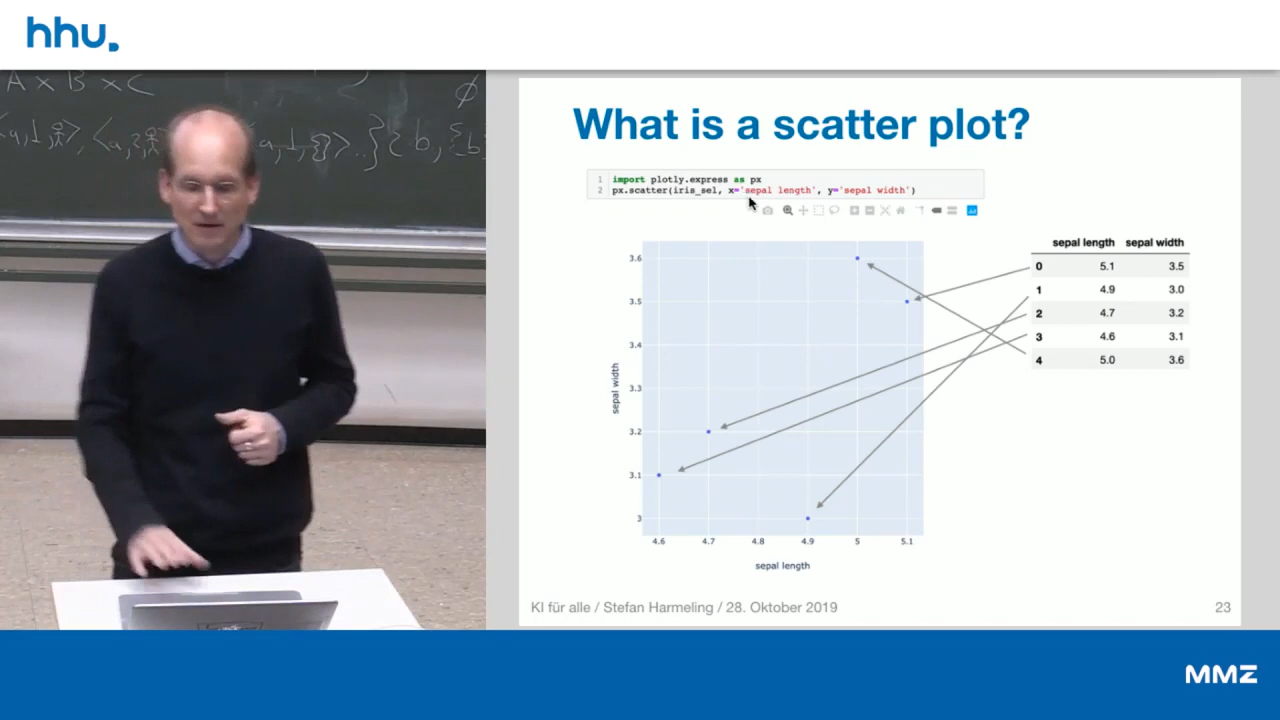 hhu.
A x B x C
What is a scatter plot?
1 import plotly.express as px
2 px.scatter(iris_sel, x='sepal length', y='sepal width')
sepal length sepal width
0 5.1 3.5
1 4.9 3.0
2 4.7 3.2
3 4.6 3.1
4 5.0 3.6
3.6
3.5
3.4
3.3
3.2
3.1
3
sepal width
4.6 4.7 4.8 4.9 5 5.1
sepal length
KI für alle / Stefan Harmeling / 28. Oktober 2019
23
MMZ